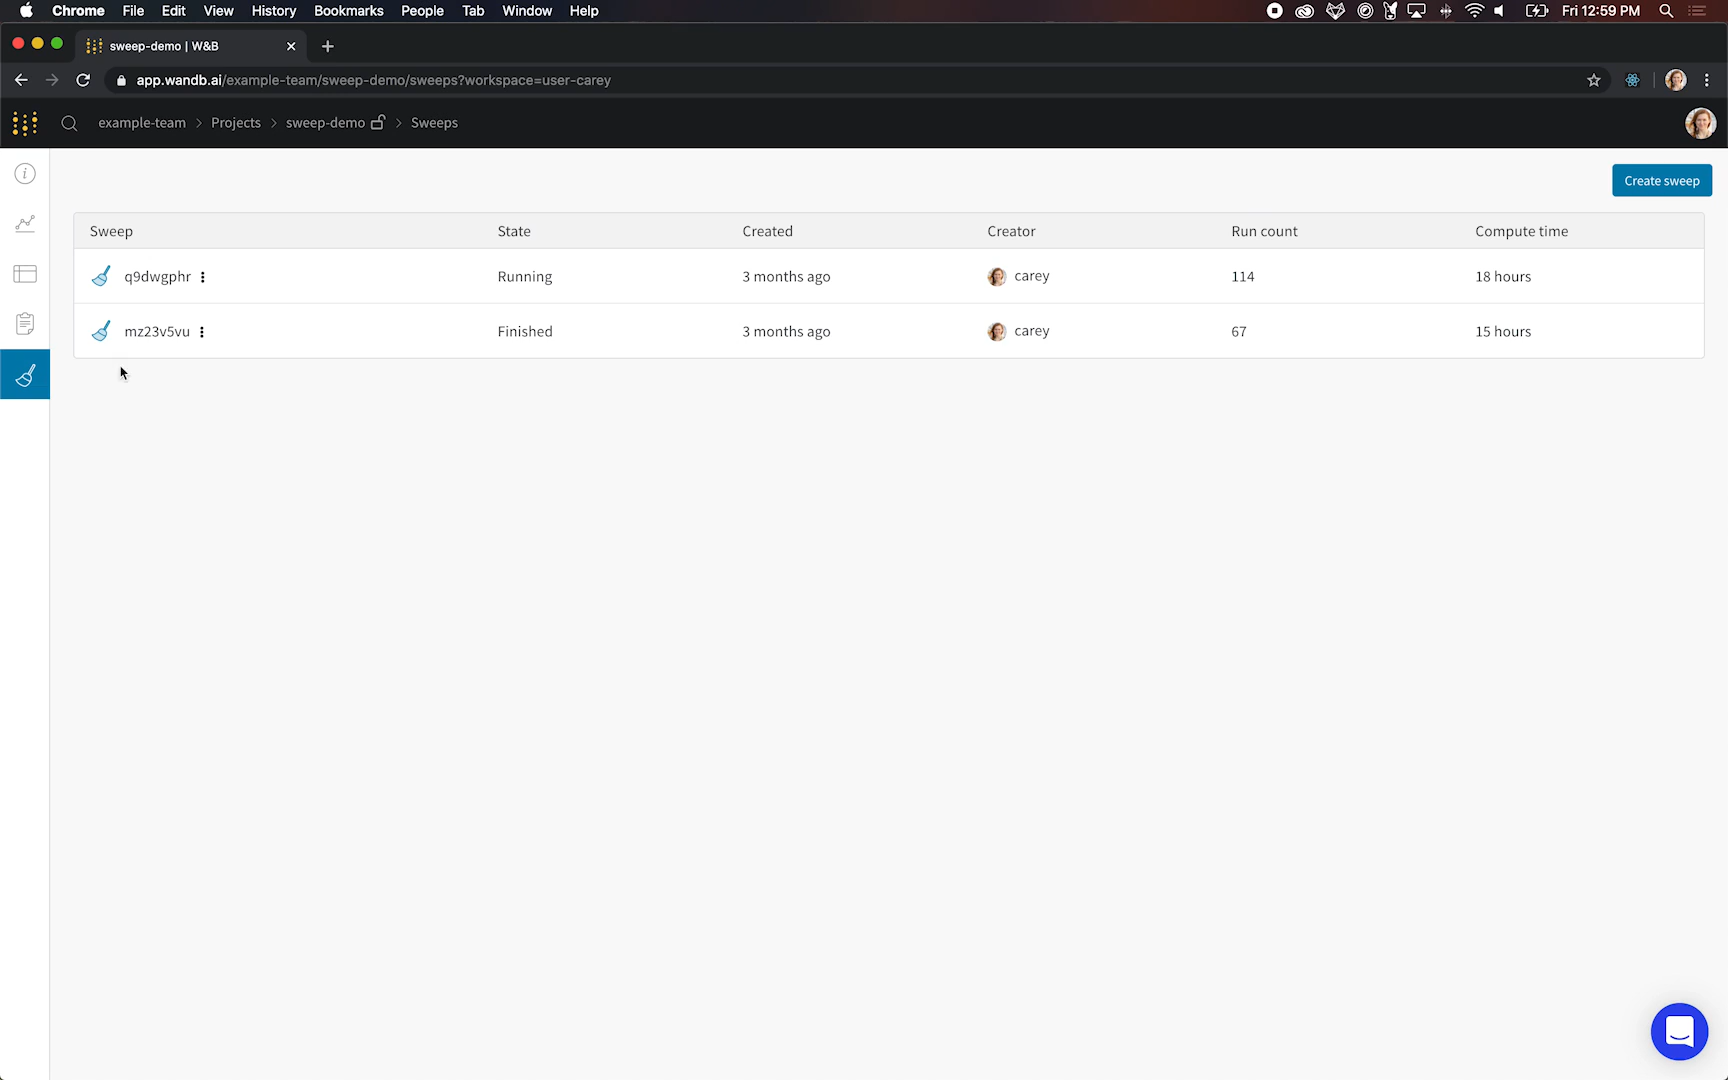 Chrome File Edit View History Bookmarks People Tab Window Help Fri 12:59 PM
sweep-demo | W&B
app.wandb.ai/example-team/sweep-demo/sweeps?workspace=user-carey
example-team > Projects > sweep-demo > Sweeps
Create sweep
Sweep State Created Creator Run count Compute time
q9dwgphr Running 3 months ago carey 114 18 hours
mz23v5vu Finished 3 months ago carey 67 15 hours